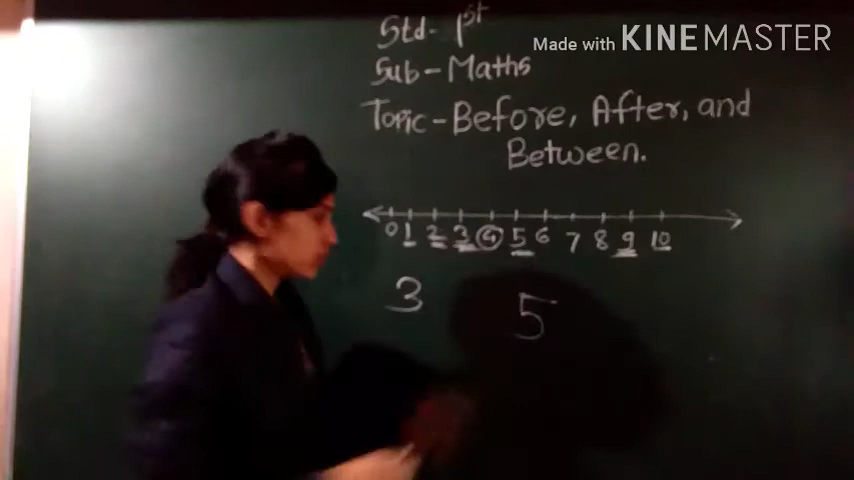 Std- 1st
Made with KINEMASTER
Sub-Maths
Topic-Before, After, and
Between.
0 1 2 3 4 5 6 7 8 9 10
3 5